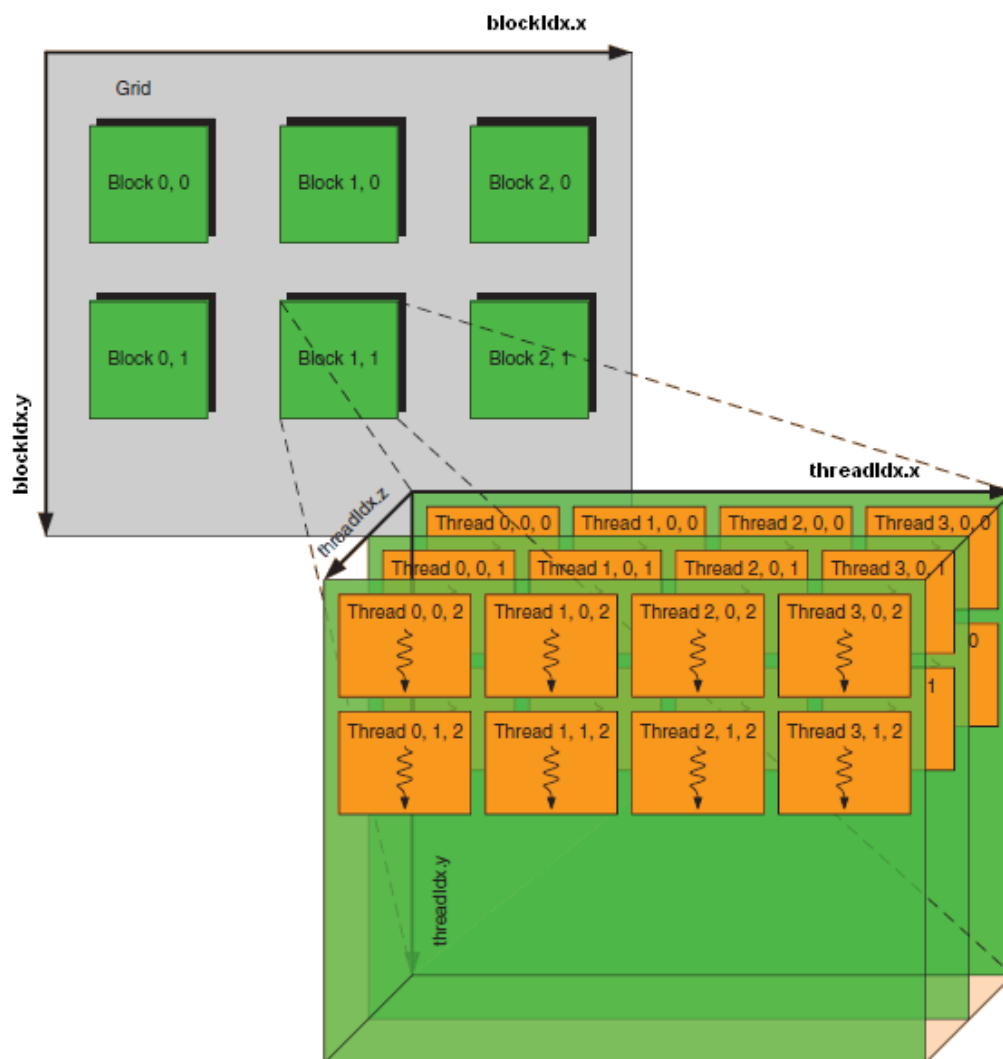 blockIdx.x
Grid
Block 0, 0
Block 1, 0
Block 2, 0
Block 0, 1
Block 1, 1
Block 2, 1
blockIdx.y
threadIdx.x
threadIdx.z
Thread 0, 0, 0
Thread 1, 0, 0
Thread 2, 0, 0
Thread 3, 0, 0
Thread 0, 0, 1
Thread 1, 0, 1
Thread 2, 0, 1
Thread 3, 0, 1
Thread 0, 0, 2
Thread 1, 0, 2
Thread 2, 0, 2
Thread 3, 0, 2
0
1
Thread 0, 1, 2
Thread 1, 1, 2
Thread 2, 1, 2
Thread 3, 1, 2
threadIdx.y